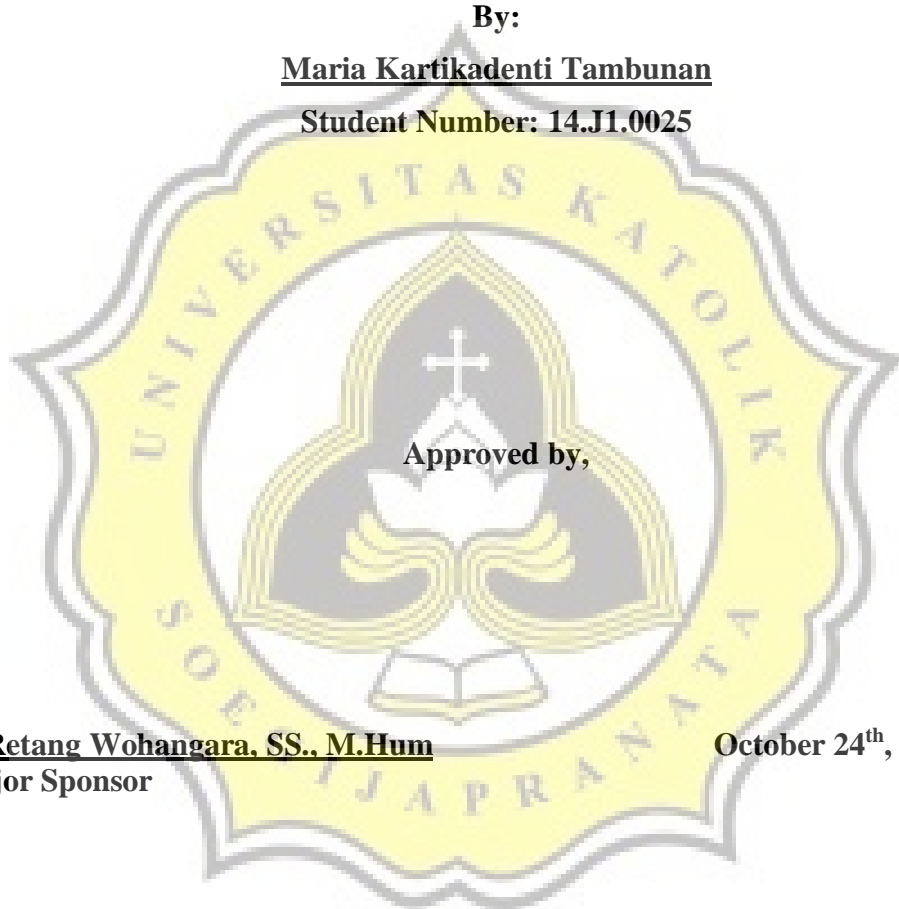 By:
Maria Kartikadenti Tambunan
Student Number: 14.J1.0025
UNIVERSITAS KATOLIK
Approved by,
SOEGIJAPRANATA
Retang Wohangara, SS., M.Hum October 24th,
jor Sponsor